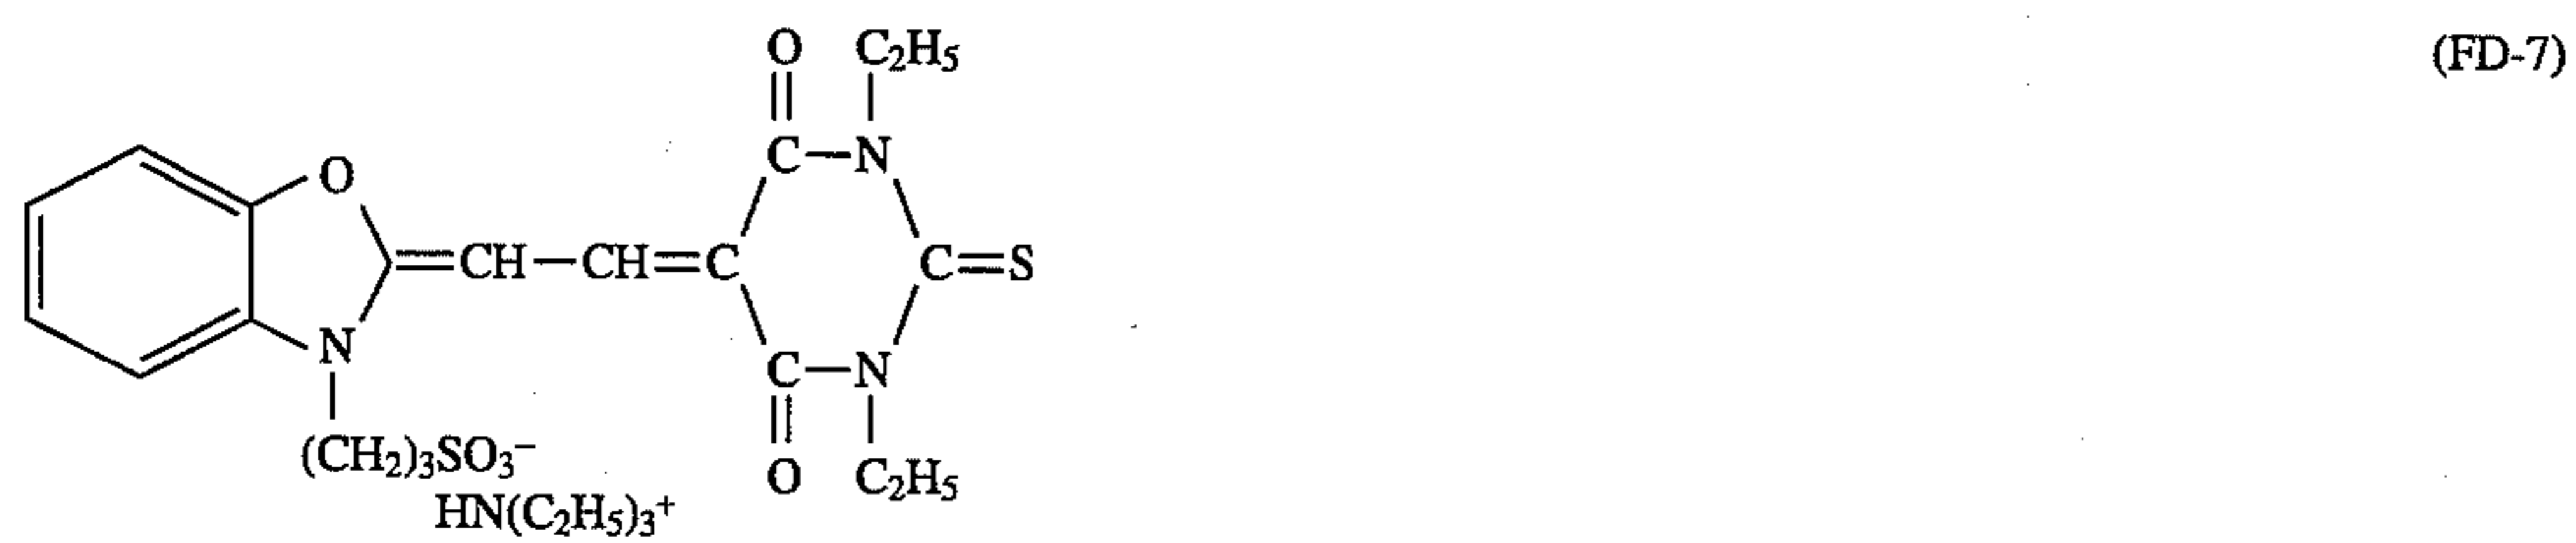 O C₂H₅ (FD-7)
C—N
O
=CH—CH=C C=S
N C—N
(CH₂)₃SO₃⁻ O C₂H₅
HN(C₂H₅)₃⁺